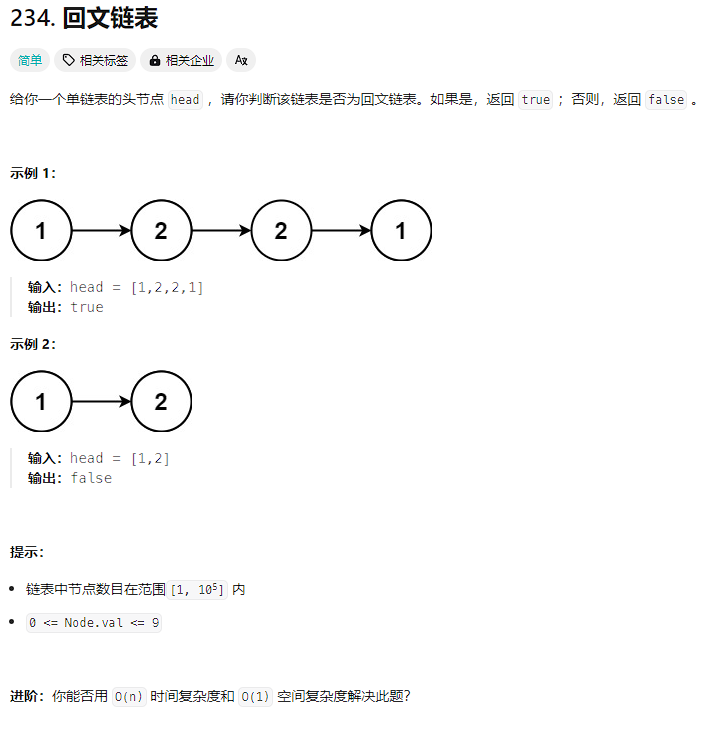 234. 回文链表
简单 相关标签 相关企业 Ax
给你一个单链表的头节点 head ，请你判断该链表是否为回文链表。如果是，返回 true ；否则，返回 false 。
示例 1：
1 2 2 1
输入：head = [1,2,2,1]
输出：true
示例 2：
1 2
输入：head = [1,2]
输出：false
提示：
• 链表中节点数目在范围[1, 10⁵] 内
• 0 <= Node.val <= 9
进阶：你能否用 O(n) 时间复杂度和 O(1) 空间复杂度解决此题？